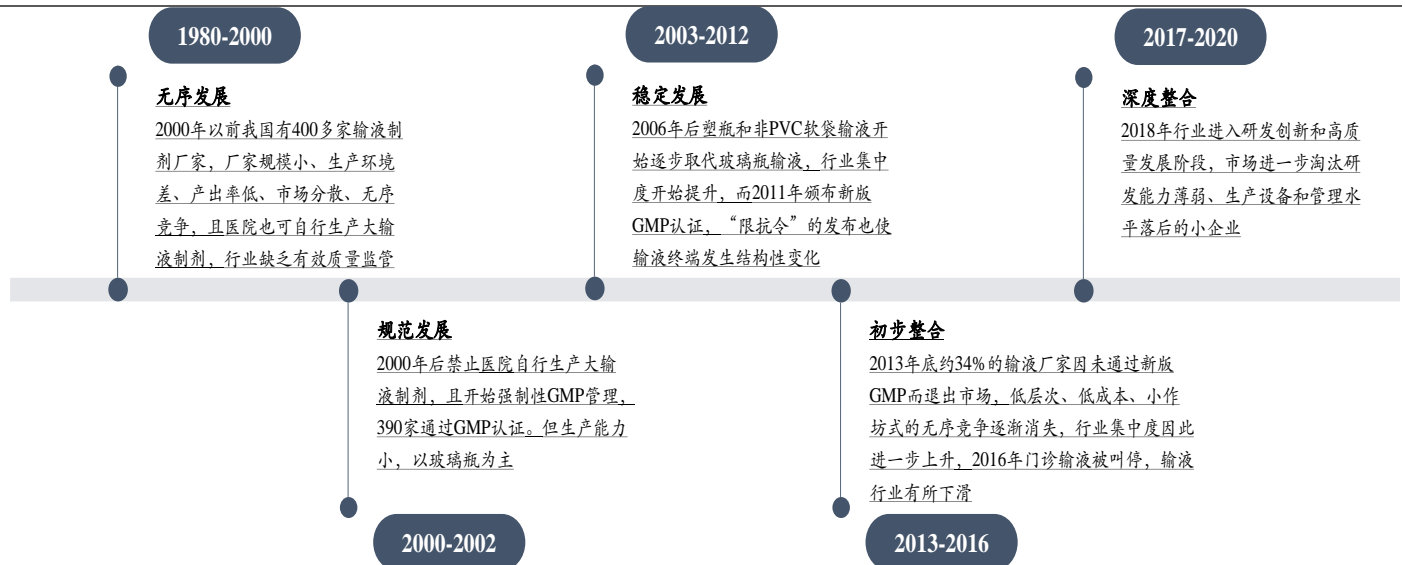 1980-2000
无序发展
2000年以前我国有400多家输液制
剂厂家，厂家规模小、生产环境
差、产出率低、市场分散、无序
竞争，且医院也可自行生产大输
液制剂，行业缺乏有效质量监管
规范发展
2000年后禁止医院自行生产大输
液制剂，且开始强制性GMP管理，
390家通过GMP认证。但生产能力
小，以玻璃瓶为主
2000-2002
2003-2012
稳定发展
2006年后塑瓶和非PVC软袋输液开
始逐步取代玻璃瓶输液，行业集中
度开始提升，而2011年颁布新版
GMP认证，“限抗令”的发布也使
输液终端发生结构性变化
初步整合
2013年底约34%的输液厂家因未通过新版
GMP而退出市场，低层次、低成本、小作
坊式的无序竞争逐渐消失，行业集中度因此
进一步上升，2016年门诊输液被叫停，输液
行业有所下滑
2013-2016
2017-2020
深度整合
2018年行业进入研发创新和高质
量发展阶段，市场进一步淘汰研
发能力薄弱、生产设备和管理水
平落后的小企业